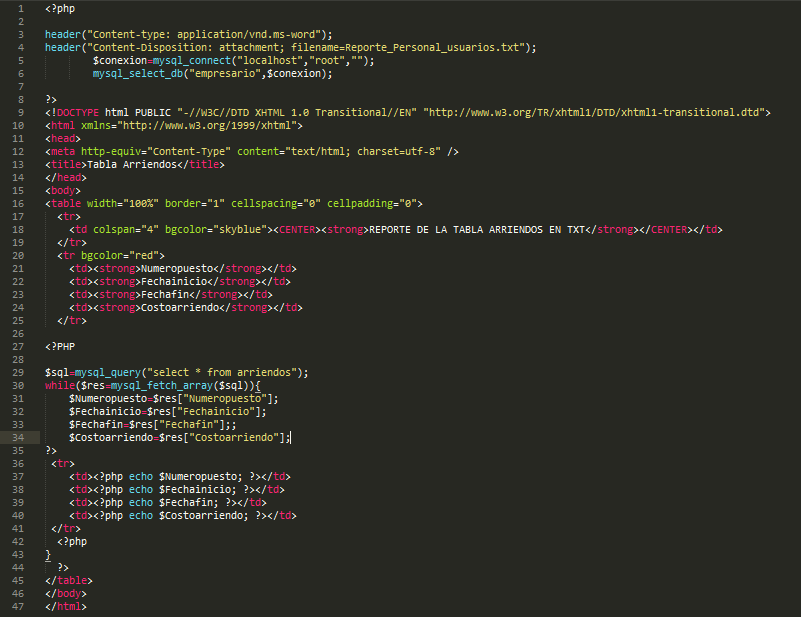 1 <?php
2
3 header("Content-type: application/vnd.ms-word");
4 header("Content-Disposition: attachment; filename=Reporte_Personal_usuarios.txt");
5         $conexion=mysql_connect("localhost","root","");
6         mysql_select_db("empresario",$conexion);
7
8 ?>
9 <!DOCTYPE html PUBLIC "-//W3C//DTD XHTML 1.0 Transitional//EN" "http://www.w3.org/TR/xhtml1/DTD/xhtml1-transitional.dtd">
10 <html xmlns="http://www.w3.org/1999/xhtml">
11 <head>
12 <meta http-equiv="Content-Type" content="text/html; charset=utf-8" />
13 <title>Tabla Arriendos</title>
14 </head>
15 <body>
16 <table width="100%" border="1" cellspacing="0" cellpadding="0">
17   <tr>
18     <td colspan="4" bgcolor="skyblue"><CENTER><strong>REPORTE DE LA TABLA ARRIENDOS EN TXT</strong></CENTER></td>
19   </tr>
20   <tr bgcolor="red">
21     <td><strong>Numeropuesto</strong></td>
22     <td><strong>Fechainicio</strong></td>
23     <td><strong>Fechafin</strong></td>
24     <td><strong>Costoarriendo</strong></td>
25   </tr>
26
27 <?PHP
28
29 $sql=mysql_query("select * from arriendos");
30 while($res=mysql_fetch_array($sql)){
31     $Numeropuesto=$res["Numeropuesto"];
32     $Fechainicio=$res["Fechainicio"];
33     $Fechafin=$res["Fechafin"];;
34     $Costoarriendo=$res["Costoarriendo"];
35 ?>
36  <tr>
37     <td><?php echo $Numeropuesto; ?></td>
38     <td><?php echo $Fechainicio; ?></td>
39     <td><?php echo $Fechafin; ?></td>
40     <td><?php echo $Costoarriendo; ?></td>
41  </tr>
42   <?php
43 }
44   ?>
45 </table>
46 </body>
47 </html>